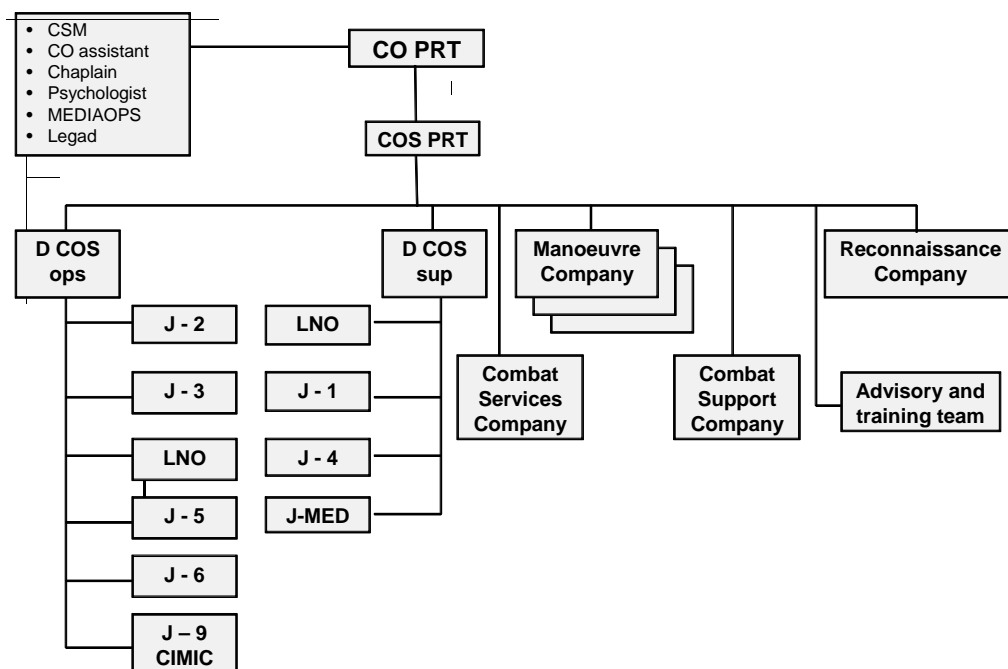 • CSM
• CO assistant
• Chaplain
• Psychologist
• MEDIAOPS
• Legad
CO PRT
COS PRT
D COS
ops
D COS
sup
Manoeuvre
Company
Reconnaissance
Company
J - 2
J - 3
LNO
J - 5
J - 6
J – 9
CIMIC
LNO
J - 1
J - 4
J-MED
Combat
Services
Company
Combat
Support
Company
Advisory and
training team